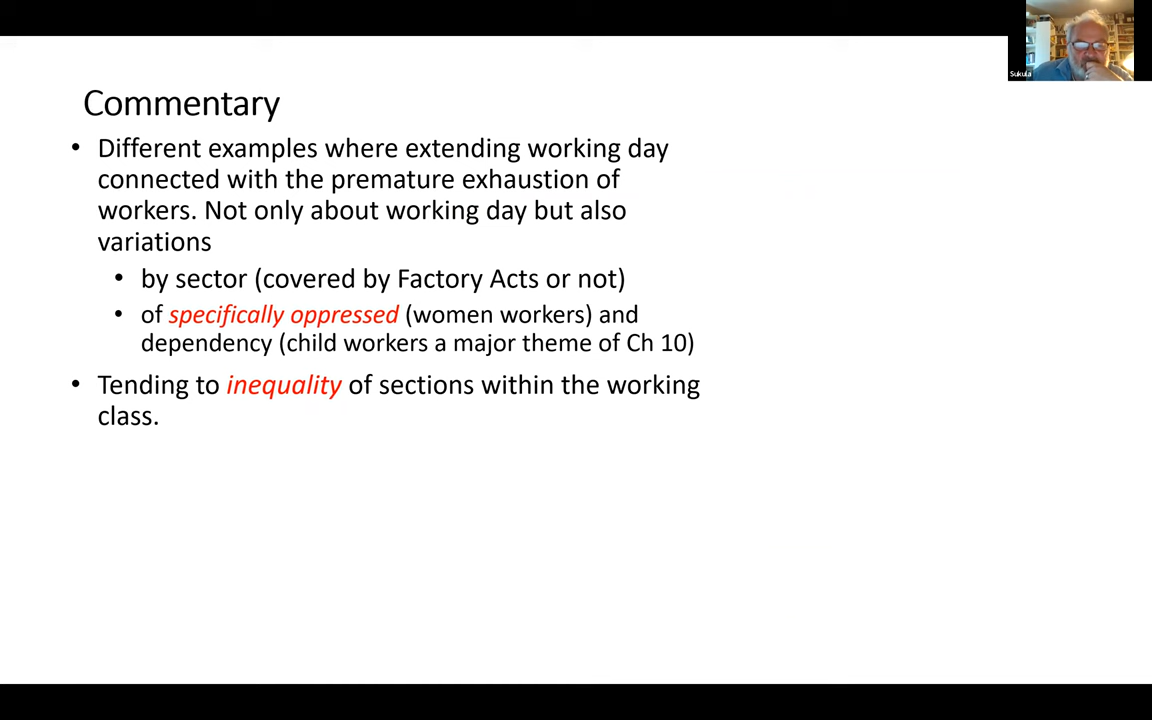 Sukula
Commentary
• Different examples where extending working day
connected with the premature exhaustion of
workers. Not only about working day but also
variations
• by sector (covered by Factory Acts or not)
• of specifically oppressed (women workers) and
dependency (child workers a major theme of Ch 10)
• Tending to inequality of sections within the working
class.